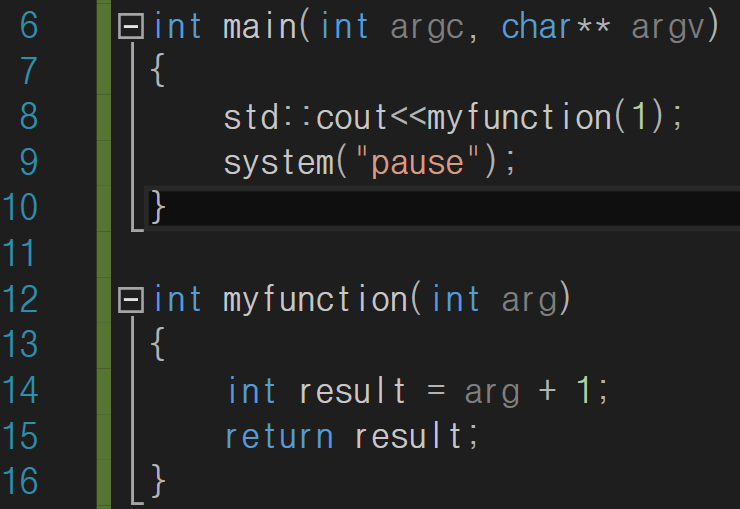 6 int main(int argc, char** argv)
7 {
8 std::cout<<myfunction(1);
9 system("pause");
10 }
11
12 int myfunction(int arg)
13 {
14 int result = arg + 1;
15 return result;
16 }